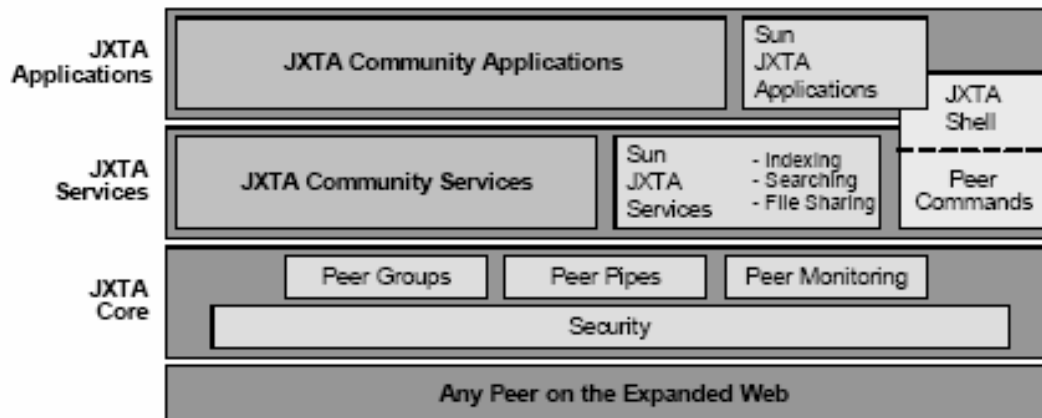 JXTA
Applications
JXTA Community Applications
Sun
JXTA
Applications
JXTA
Shell
JXTA
Services
JXTA Community Services
Sun
JXTA
Services
- Indexing
- Searching
- File Sharing
Peer
Commands
JXTA
Core
Peer Groups
Peer Pipes
Peer Monitoring
Security
Any Peer on the Expanded Web